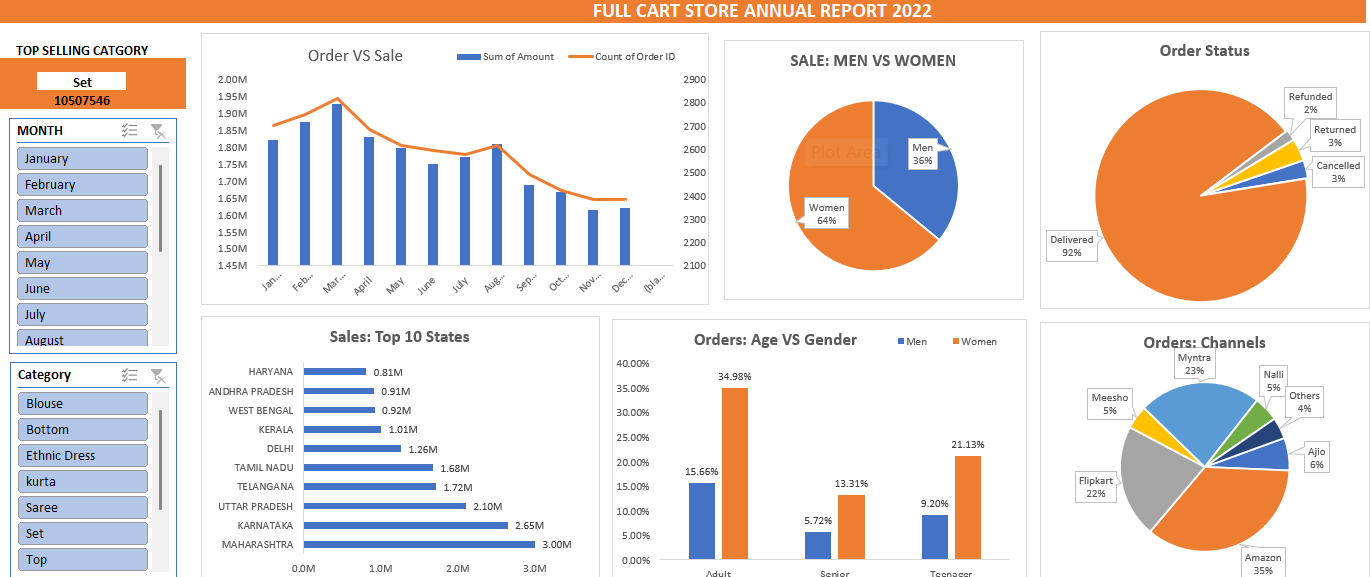 FULL CART STORE ANNUAL REPORT 2022
TOP SELLING CATGORY
Set
10507546
MONTH
January
February
March
April
May
June
July
August
Category
Blouse
Bottom
Ethnic Dress
kurta
Saree
Set
Top
Order VS Sale
Sum of Amount
Count of Order ID
2.00M
1.95M
1.90M
1.85M
1.80M
1.75M
1.70M
1.65M
1.60M
1.55M
1.50M
1.45M
2900
2800
2700
2600
2500
2400
2300
2200
2100
Jan...
Feb...
Mar...
April
May
June
July
Aug...
Sep...
Oct...
Nov...
Dec...
(bla...
SALE: MEN VS WOMEN
Plot Area
Men
36%
Women
64%
Order Status
Refunded
2%
Returned
3%
Cancelled
3%
Delivered
92%
Sales: Top 10 States
HARYANA 0.81M
ANDHRA PRADESH 0.91M
WEST BENGAL 0.92M
KERALA 1.01M
DELHI 1.26M
TAMIL NADU 1.68M
TELANGANA 1.72M
UTTAR PRADESH 2.10M
KARNATAKA 2.65M
MAHARASHTRA 3.00M
0.0M 1.0M 2.0M 3.0M
Orders: Age VS Gender
Men Women
40.00%
35.00%
30.00%
25.00%
20.00%
15.00%
10.00%
5.00%
0.00%
15.66%
34.98%
5.72%
13.31%
9.20%
21.13%
Adult Senior Teenager
Orders: Channels
Myntra
23%
Nalli
5%
Others
4%
Ajio
6%
Meesho
5%
Flipkart
22%
Amazon
35%